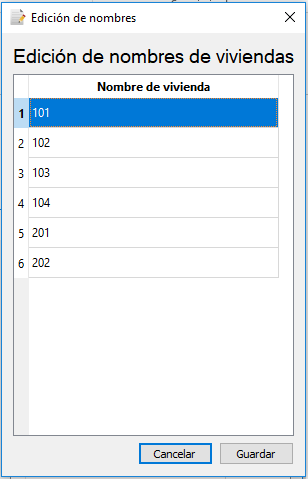 Edición de nombres
Edición de nombres de viviendas
Nombre de vivienda
1 101
2 102
3 103
4 104
5 201
6 202
Cancelar Guardar